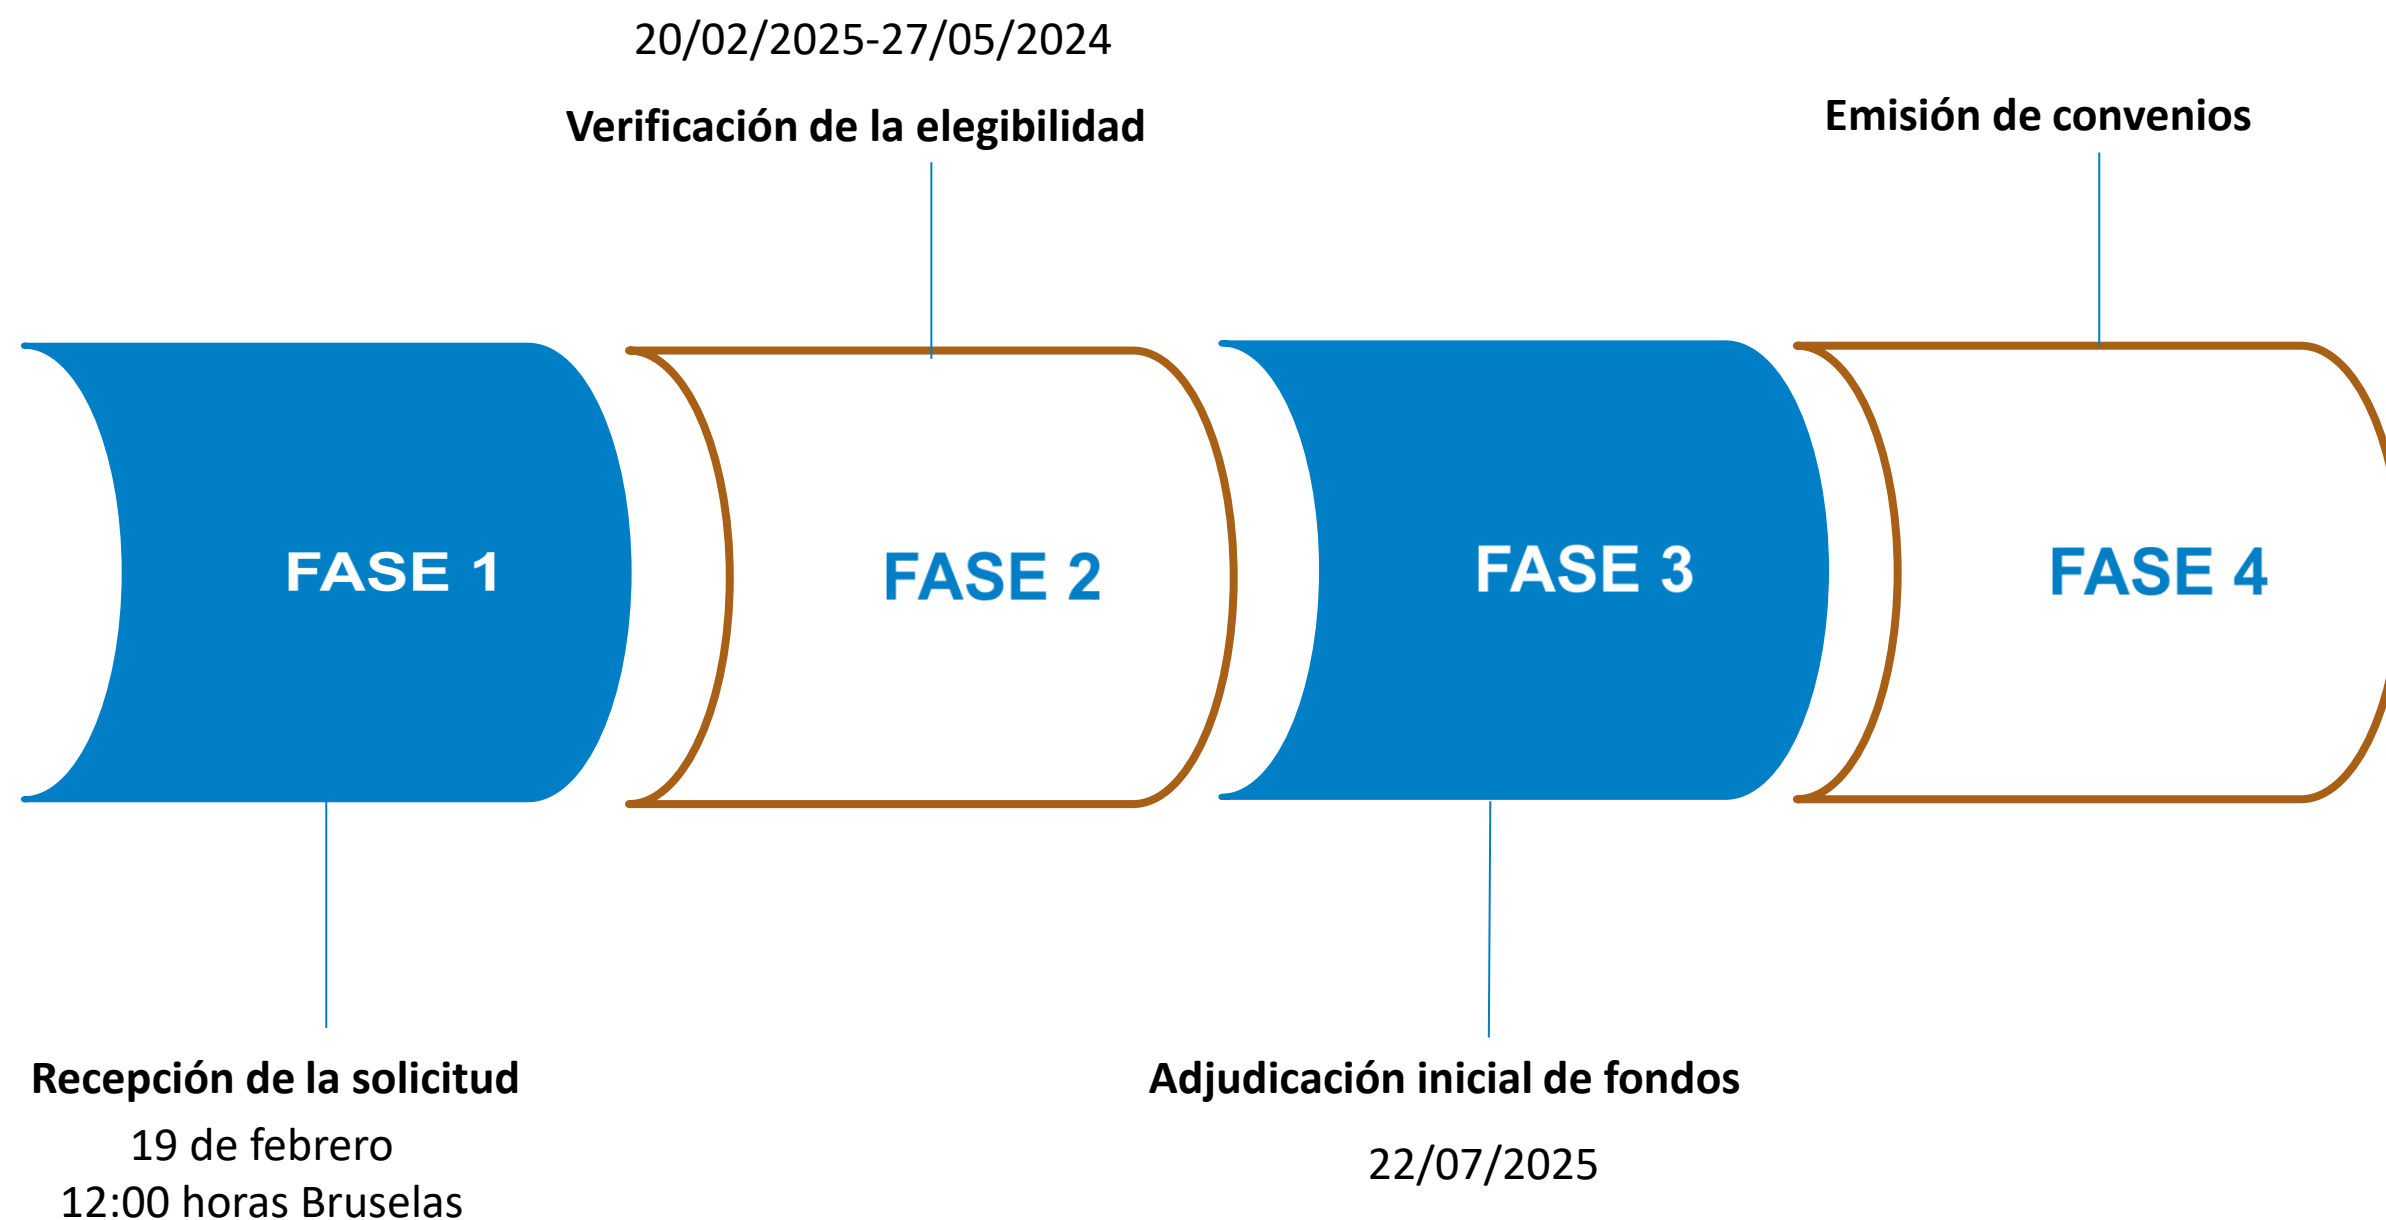 20/02/2025-27/05/2024
Verificación de la elegibilidad
Emisión de convenios
FASE 1
FASE 2
FASE 3
FASE 4
Recepción de la solicitud
19 de febrero
12:00 horas Bruselas
Adjudicación inicial de fondos
22/07/2025